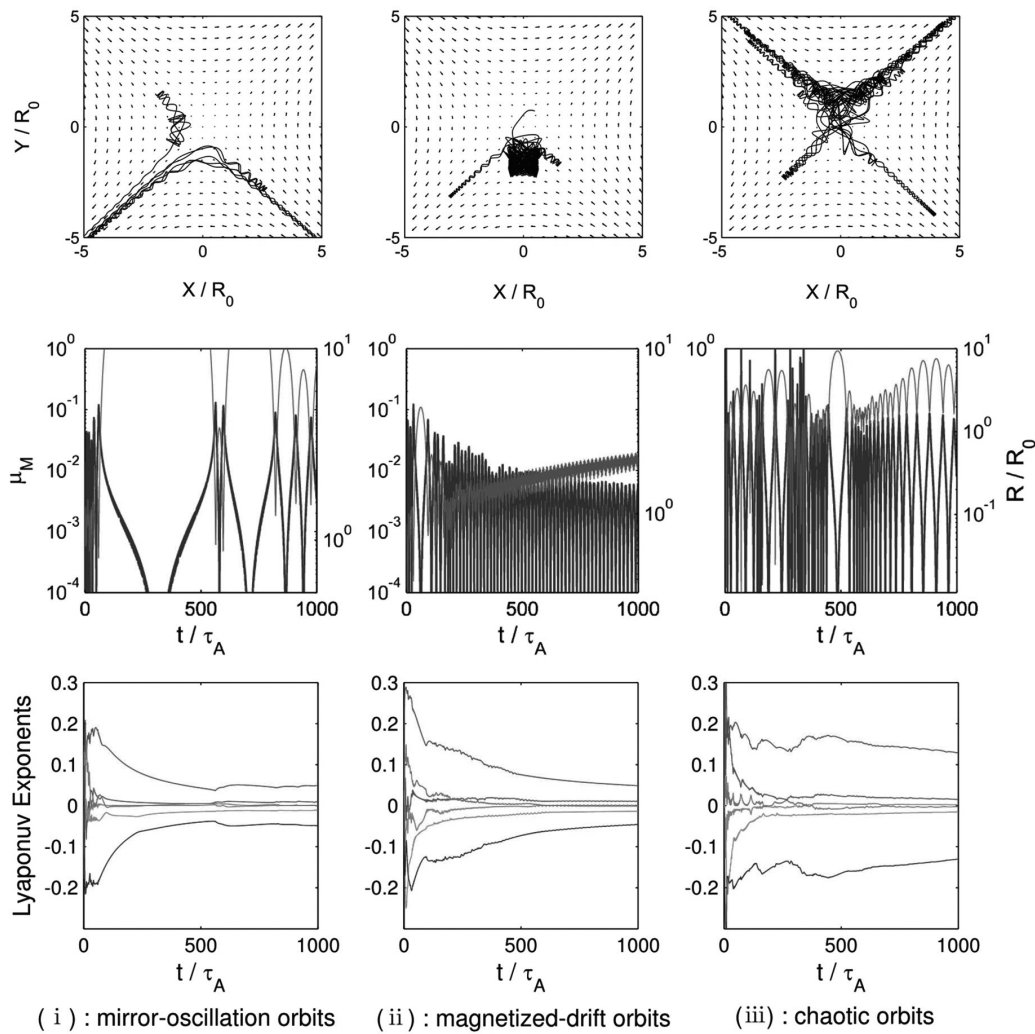 5
5
5
Y / R0
0
0
0
-5
-5
-5
-5 0 5
-5 0 5
-5 0 5
X / R0
X / R0
X / R0
10^0 10^1
10^0 10^1
10^0 10^1
10^-1
10^-1
10^0
μM
10^-2
10^-2
R / R0
10^-3 10^0
10^-3 10^0
10^-1
10^-4
10^-4
0 500 1000
0 500 1000
0 500 1000
t / τA
t / τA
t / τA
0.3
0.3
0.3
0.2
0.2
0.2
0.1
0.1
0.1
Lyaponuv Exponents
0
0
0
-0.1
-0.1
-0.1
-0.2
-0.2
-0.2
0 500 1000
0 500 1000
0 500 1000
t / τA
t / τA
t / τA
(i) : mirror-oscillation orbits
(ii) : magnetized-drift orbits
(iii) : chaotic orbits